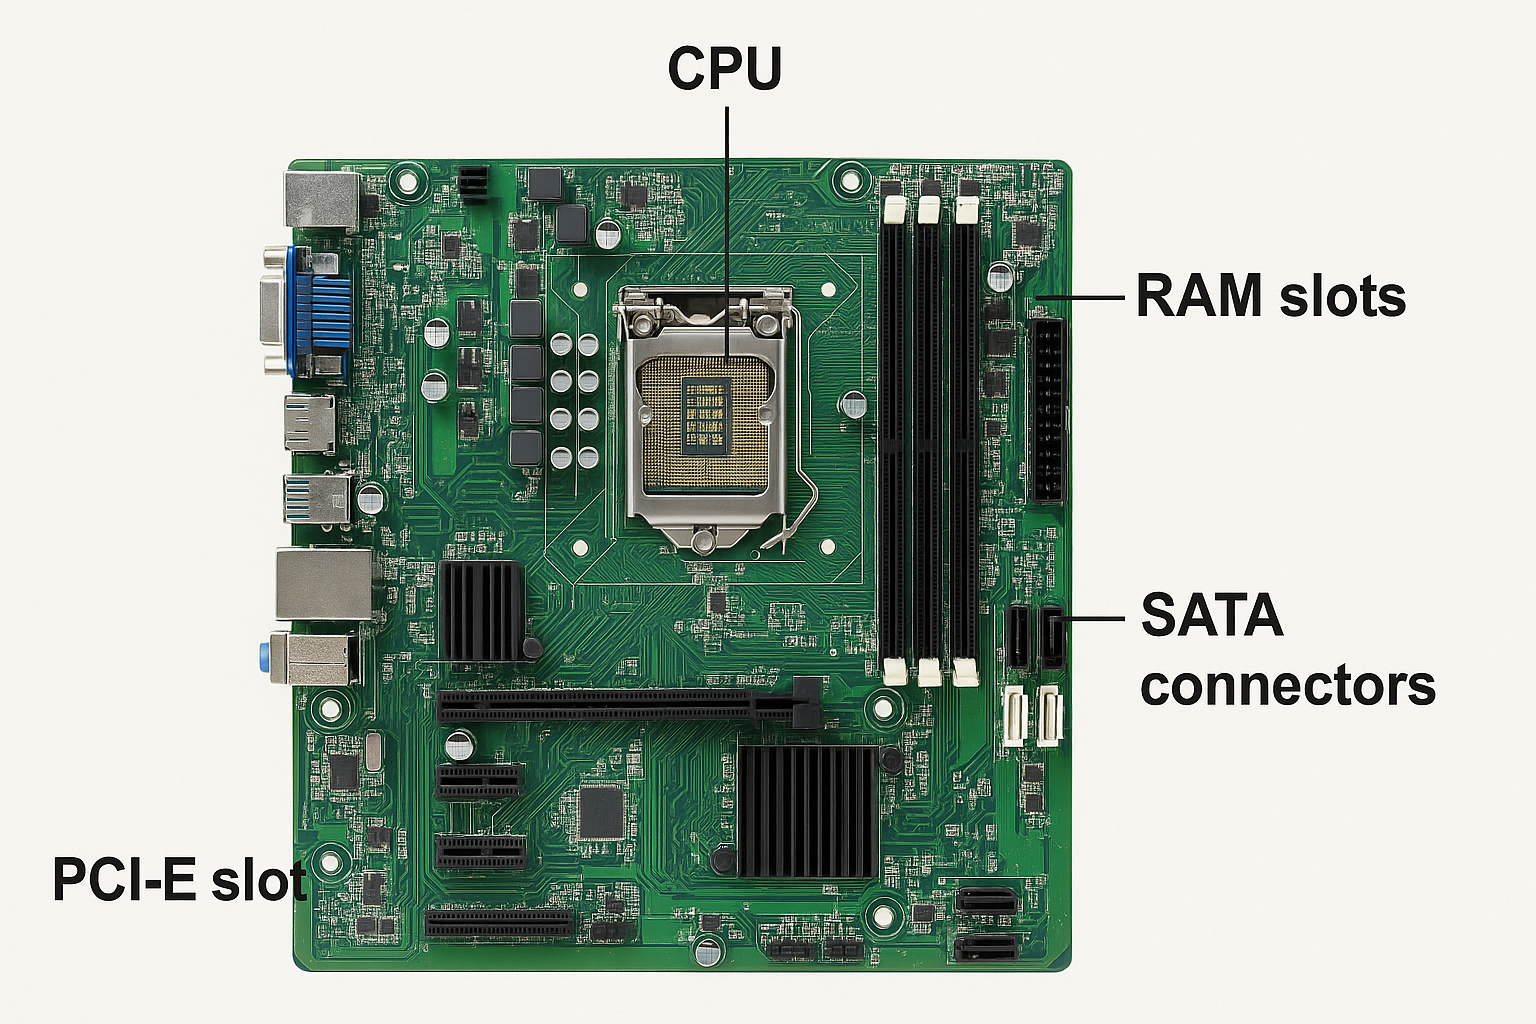 CPU
RAM slots
SATA
connectors
PCI-E slot